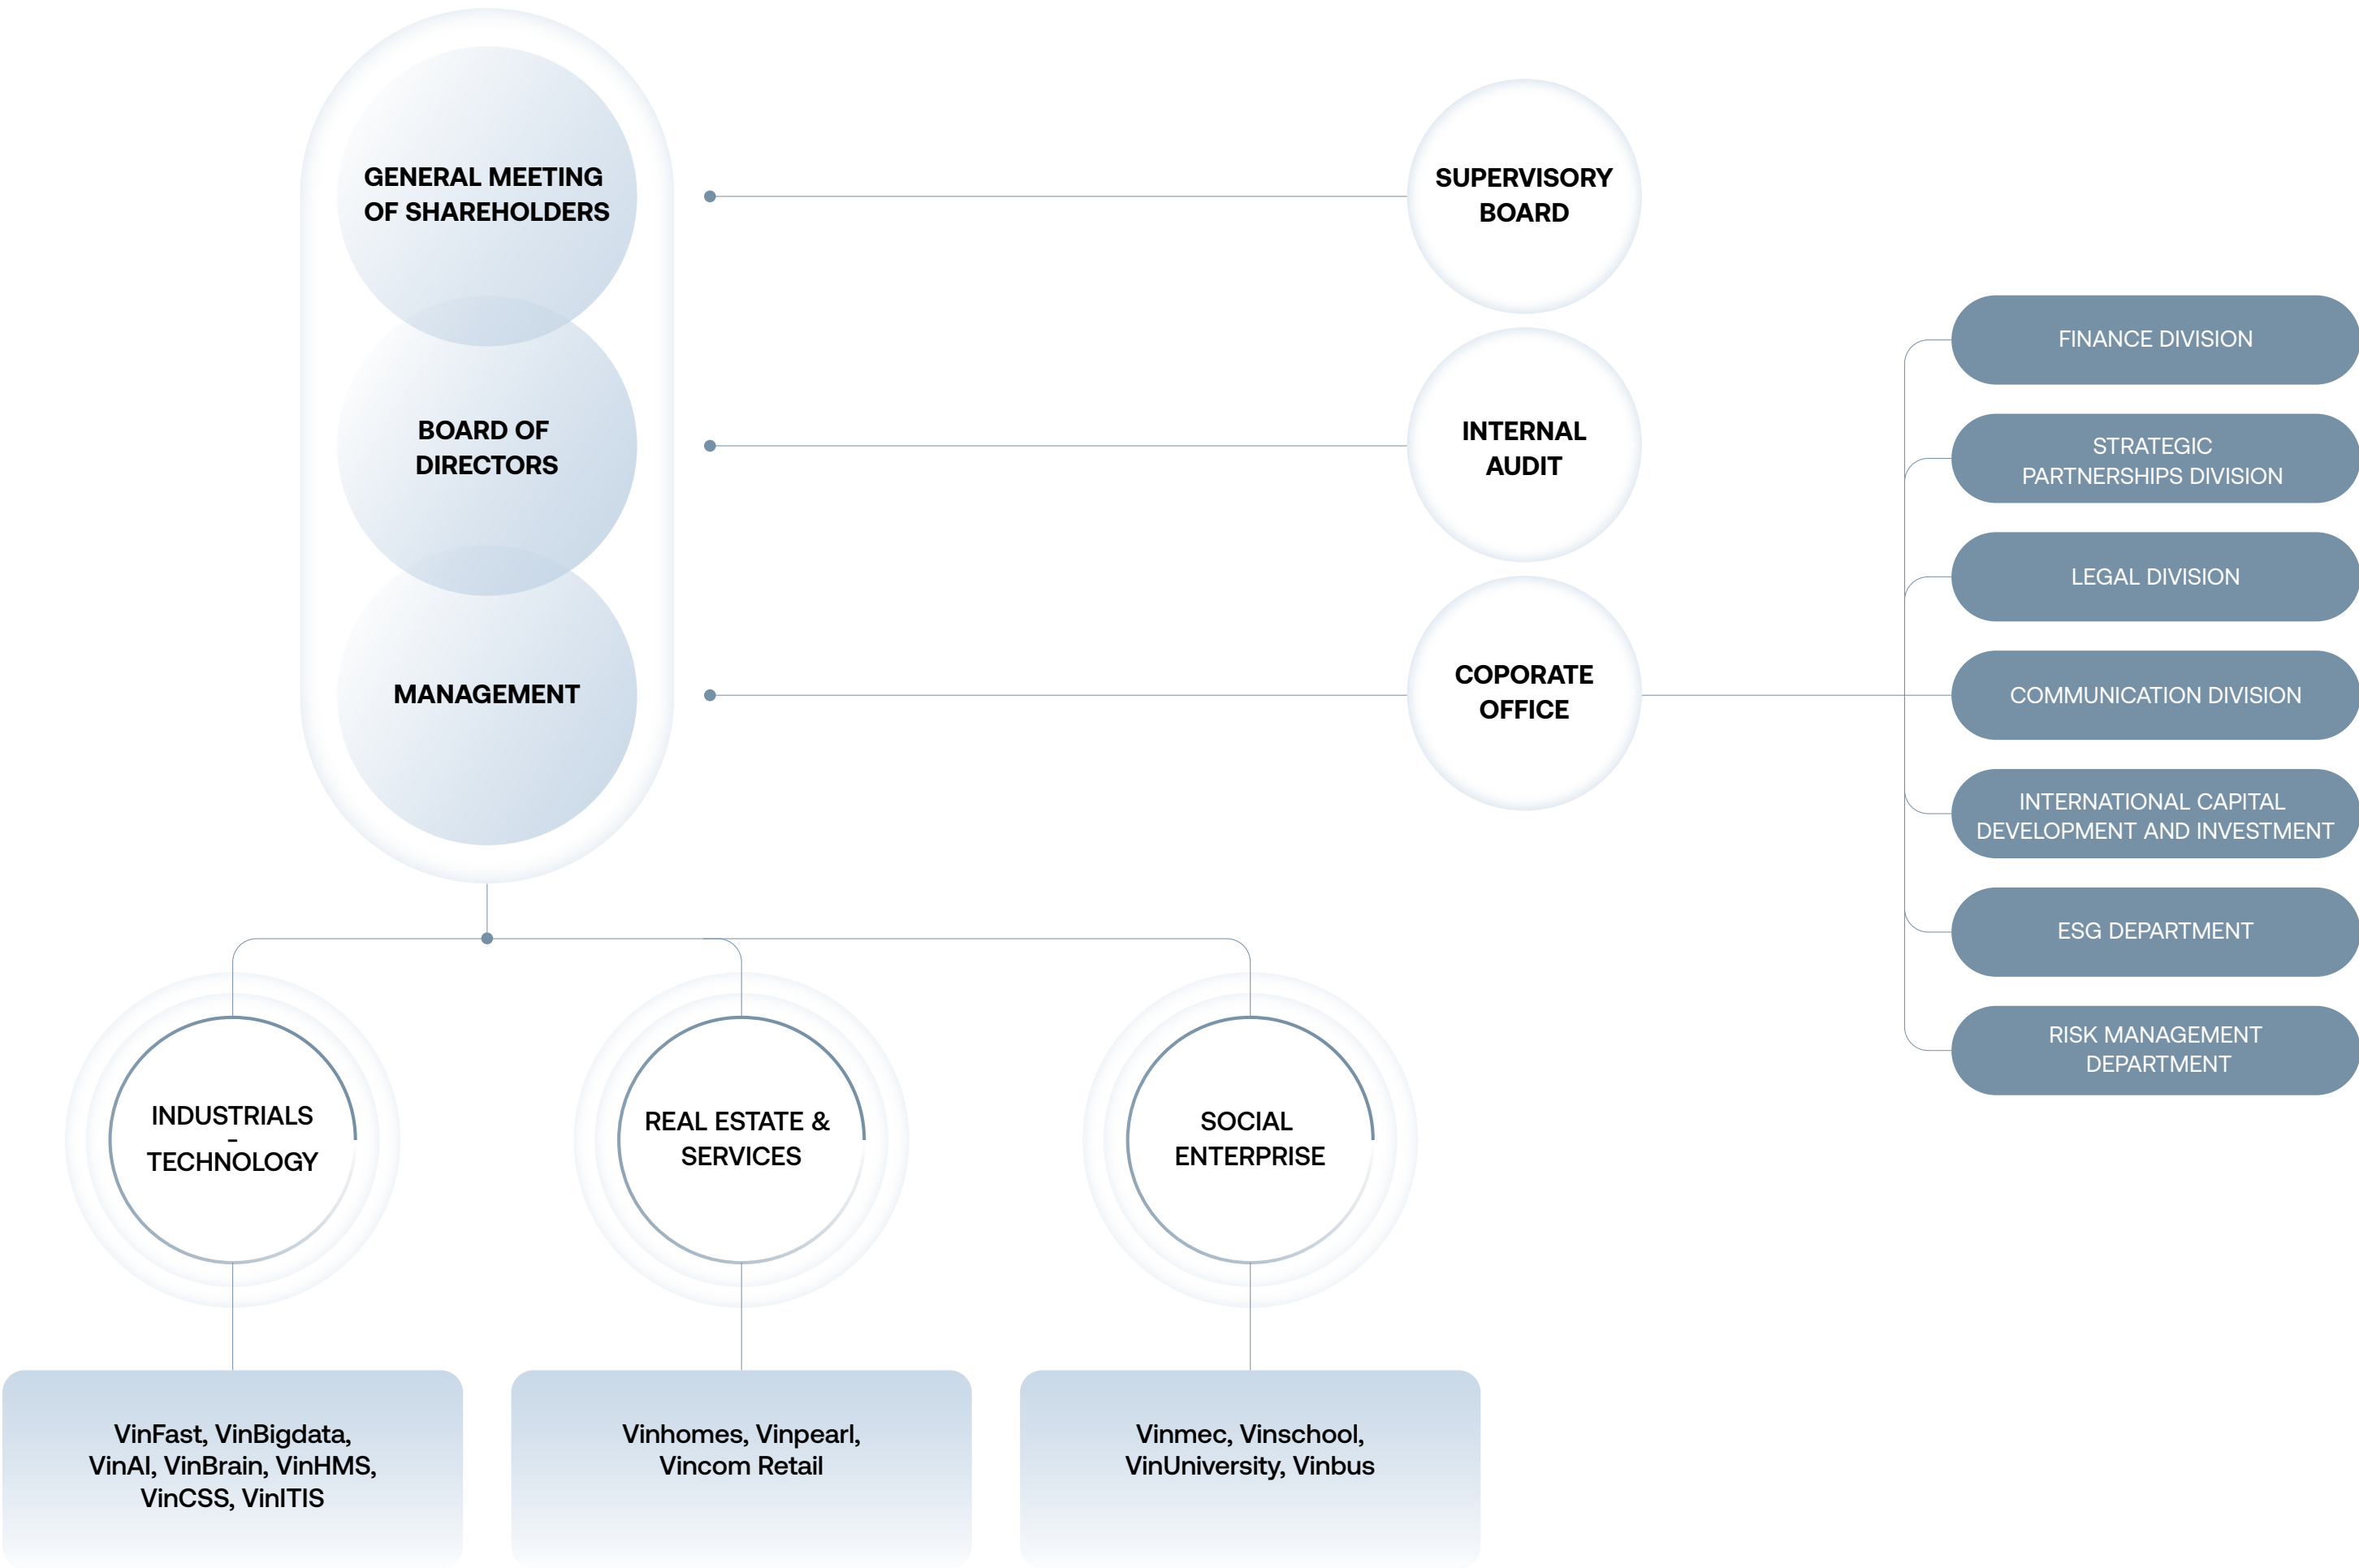 GENERAL MEETING
OF SHAREHOLDERS
SUPERVISORY
BOARD
BOARD OF
DIRECTORS
INTERNAL
AUDIT
MANAGEMENT
COPORATE
OFFICE
FINANCE DIVISION
STRATEGIC
PARTNERSHIPS DIVISION
LEGAL DIVISION
COMMUNICATION DIVISION
INTERNATIONAL CAPITAL
DEVELOPMENT AND INVESTMENT
ESG DEPARTMENT
RISK MANAGEMENT
DEPARTMENT
INDUSTRIALS
–
TECHNOLOGY
REAL ESTATE &
SERVICES
SOCIAL
ENTERPRISE
VinFast, VinBigdata,
VinAI, VinBrain, VinHMS,
VinCSS, VinITIS
Vinhomes, Vinpearl,
Vincom Retail
Vinmec, Vinschool,
VinUniversity, Vinbus